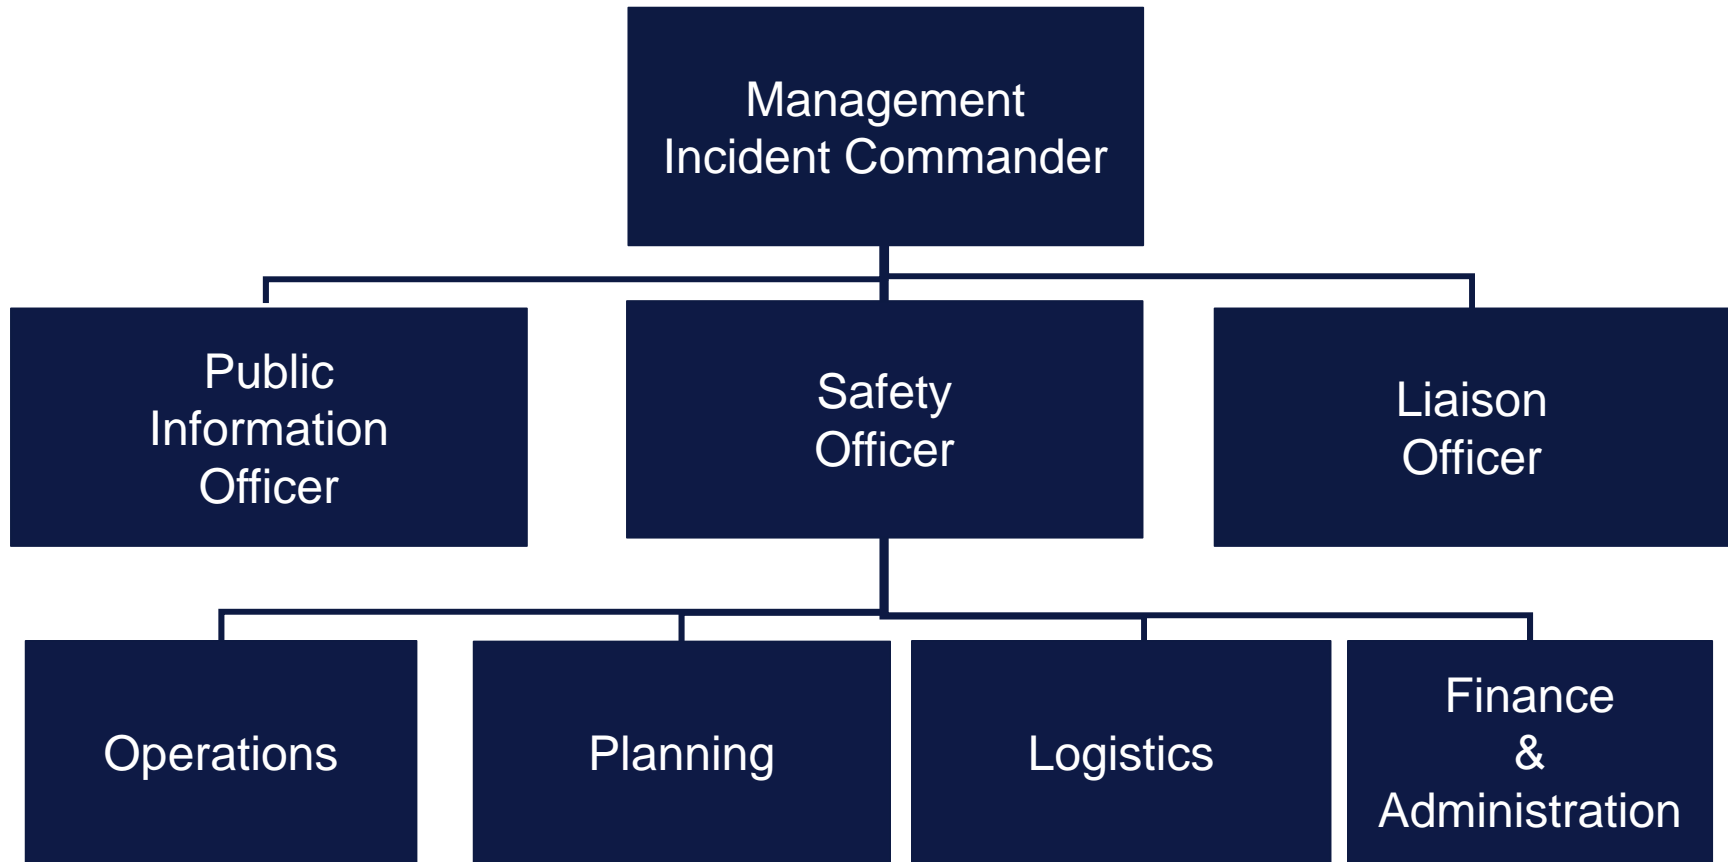 Management
Incident Commander
Public
Information
Officer
Safety
Officer
Liaison
Officer
Operations
Planning
Logistics
Finance
&
Administration